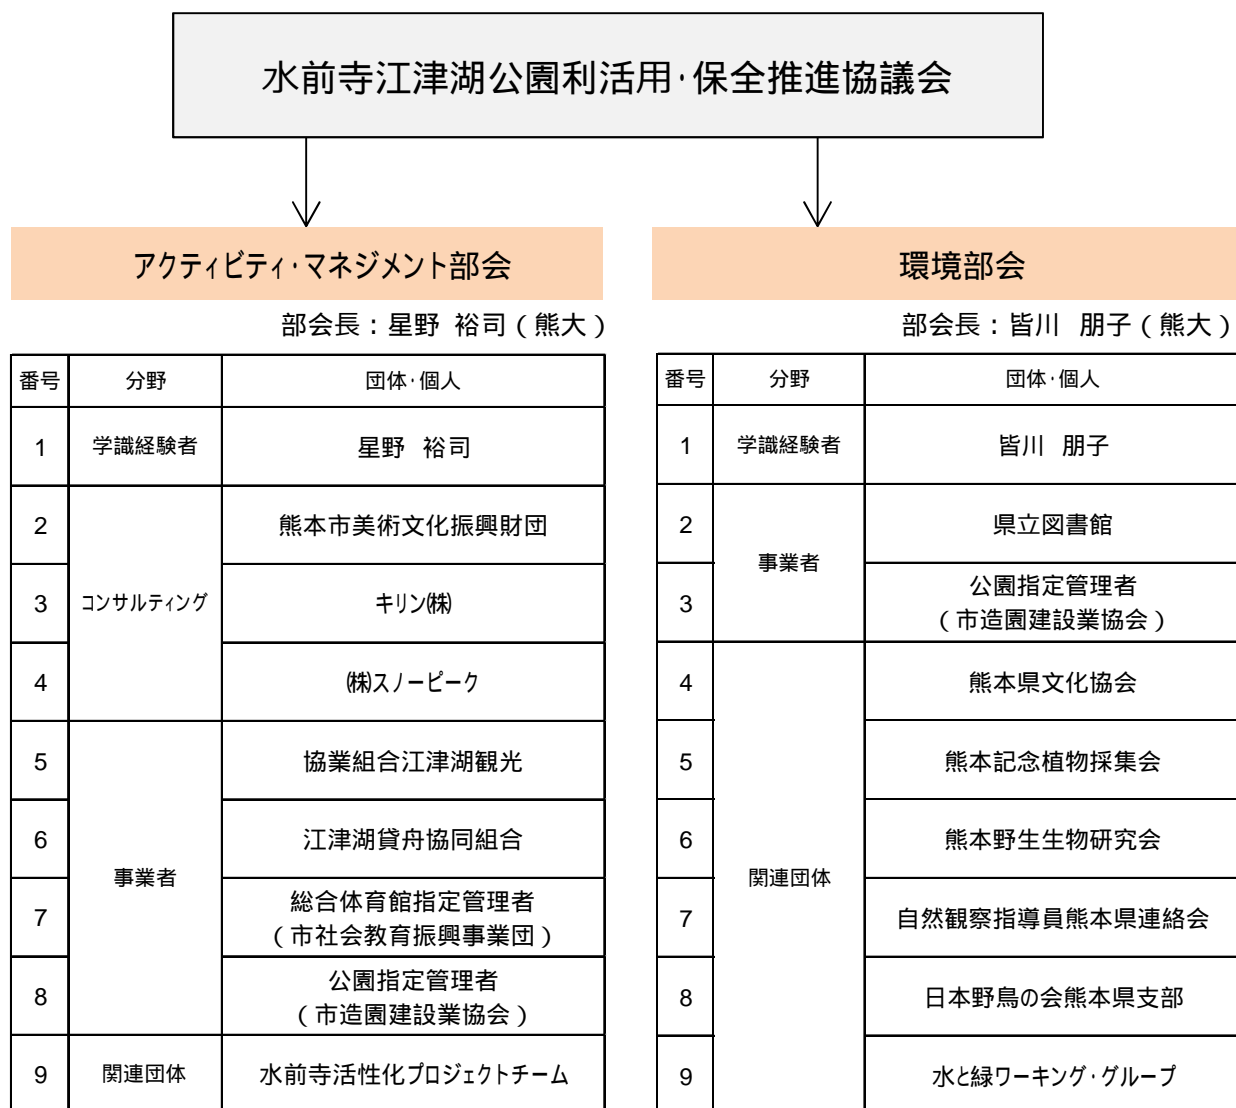 水前寺江津湖公園利活用･保全推進協議会
アクティビティ･マネジメント部会
部会長：星野 裕司（熊大）
番号 分野 団体･個人
1 学識経験者 星野 裕司
2 熊本市美術文化振興財団
3 コンサルティング キリン㈱
4 ㈱スノーピーク
5 協業組合江津湖観光
6 江津湖貸舟協同組合
事業者
7 総合体育館指定管理者
（市社会教育振興事業団）
8 公園指定管理者
（市造園建設業協会）
9 関連団体 水前寺活性化プロジェクトチーム
環境部会
部会長：皆川 朋子（熊大）
番号 分野 団体･個人
1 学識経験者 皆川 朋子
2 県立図書館
事業者
3 公園指定管理者
（市造園建設業協会）
4 熊本県文化協会
5 熊本記念植物採集会
6 熊本野生生物研究会
関連団体
7 自然観察指導員熊本県連絡会
8 日本野鳥の会熊本県支部
9 水と緑ワーキング･グループ